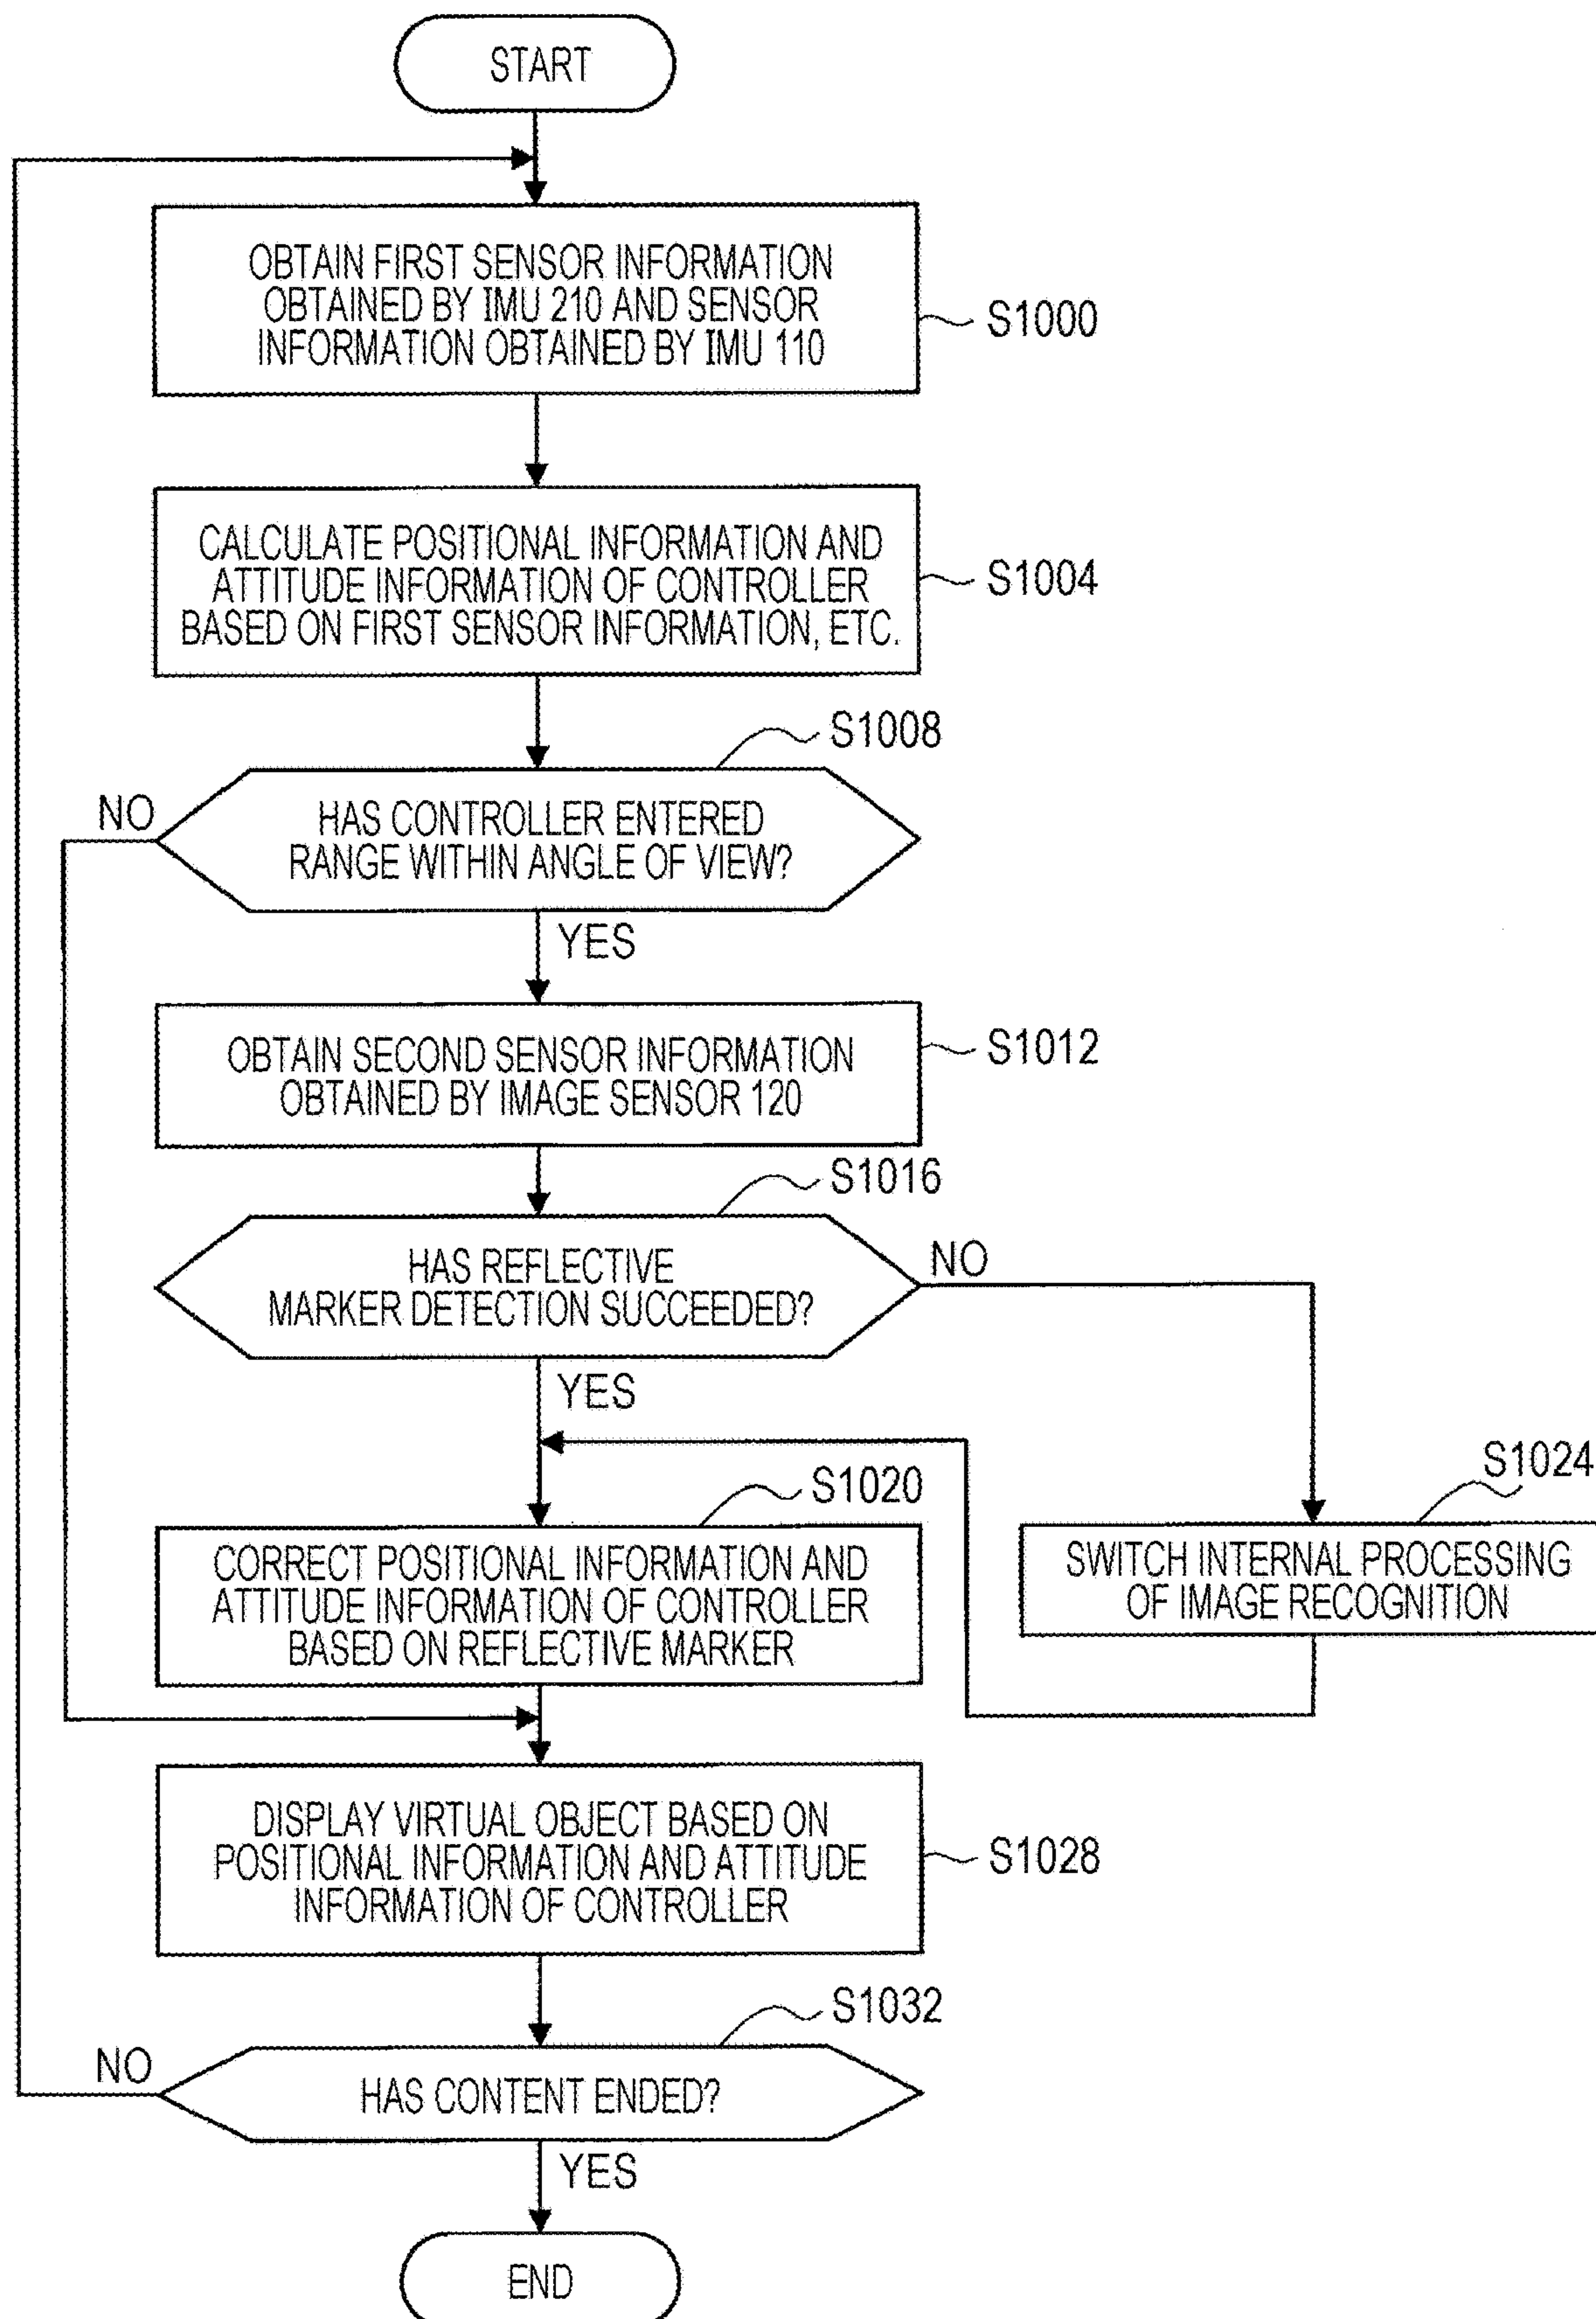 START
OBTAIN FIRST SENSOR INFORMATION
OBTAINED BY IMU 210 AND SENSOR
INFORMATION OBTAINED BY IMU 110
S1000
CALCULATE POSITIONAL INFORMATION AND
ATTITUDE INFORMATION OF CONTROLLER
BASED ON FIRST SENSOR INFORMATION, ETC.
S1004
S1008
NO
HAS CONTROLLER ENTERED
RANGE WITHIN ANGLE OF VIEW?
YES
OBTAIN SECOND SENSOR INFORMATION
OBTAINED BY IMAGE SENSOR 120
S1012
S1016
HAS REFLECTIVE
MARKER DETECTION SUCCEEDED?
NO
YES
S1020
CORRECT POSITIONAL INFORMATION AND
ATTITUDE INFORMATION OF CONTROLLER
BASED ON REFLECTIVE MARKER
S1024
SWITCH INTERNAL PROCESSING
OF IMAGE RECOGNITION
DISPLAY VIRTUAL OBJECT BASED ON
POSITIONAL INFORMATION AND ATTITUDE
INFORMATION OF CONTROLLER
S1028
S1032
NO
HAS CONTENT ENDED?
YES
END